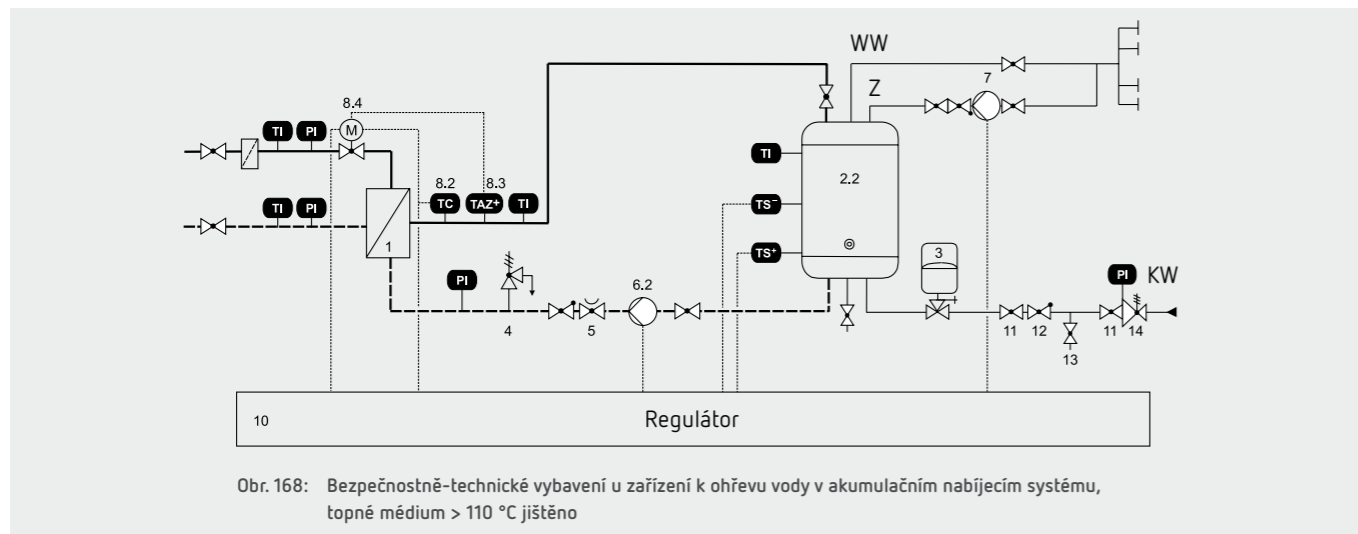 WW
7
8.4
Z
TI
PI
M
TI
2.2
8.2
8.3
TC
TAZ+
TI
TS-
TI
PI
1
TS+
3
PI
KW
PI
6.2
4
5
11
12
11
14
13
10
Regulátor
Obr. 168: Bezpečnostně-technické vybavení u zařízení k ohřevu vody v akumulačním nabíjecím systému,
topné médium > 110 °C jištěno